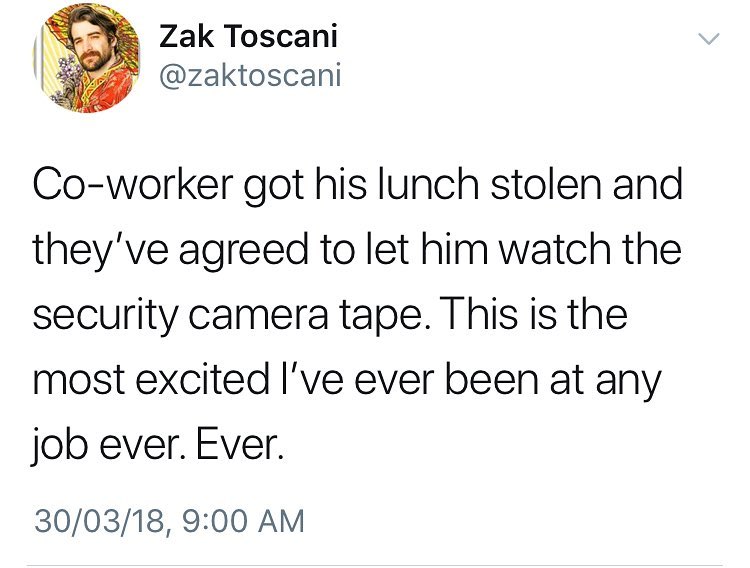 Zak Toscani
@zaktoscani
Co-worker got his lunch stolen and
they've agreed to let him watch the
security camera tape. This is the
most excited I've ever been at any
job ever. Ever.
30/03/18, 9:00 AM